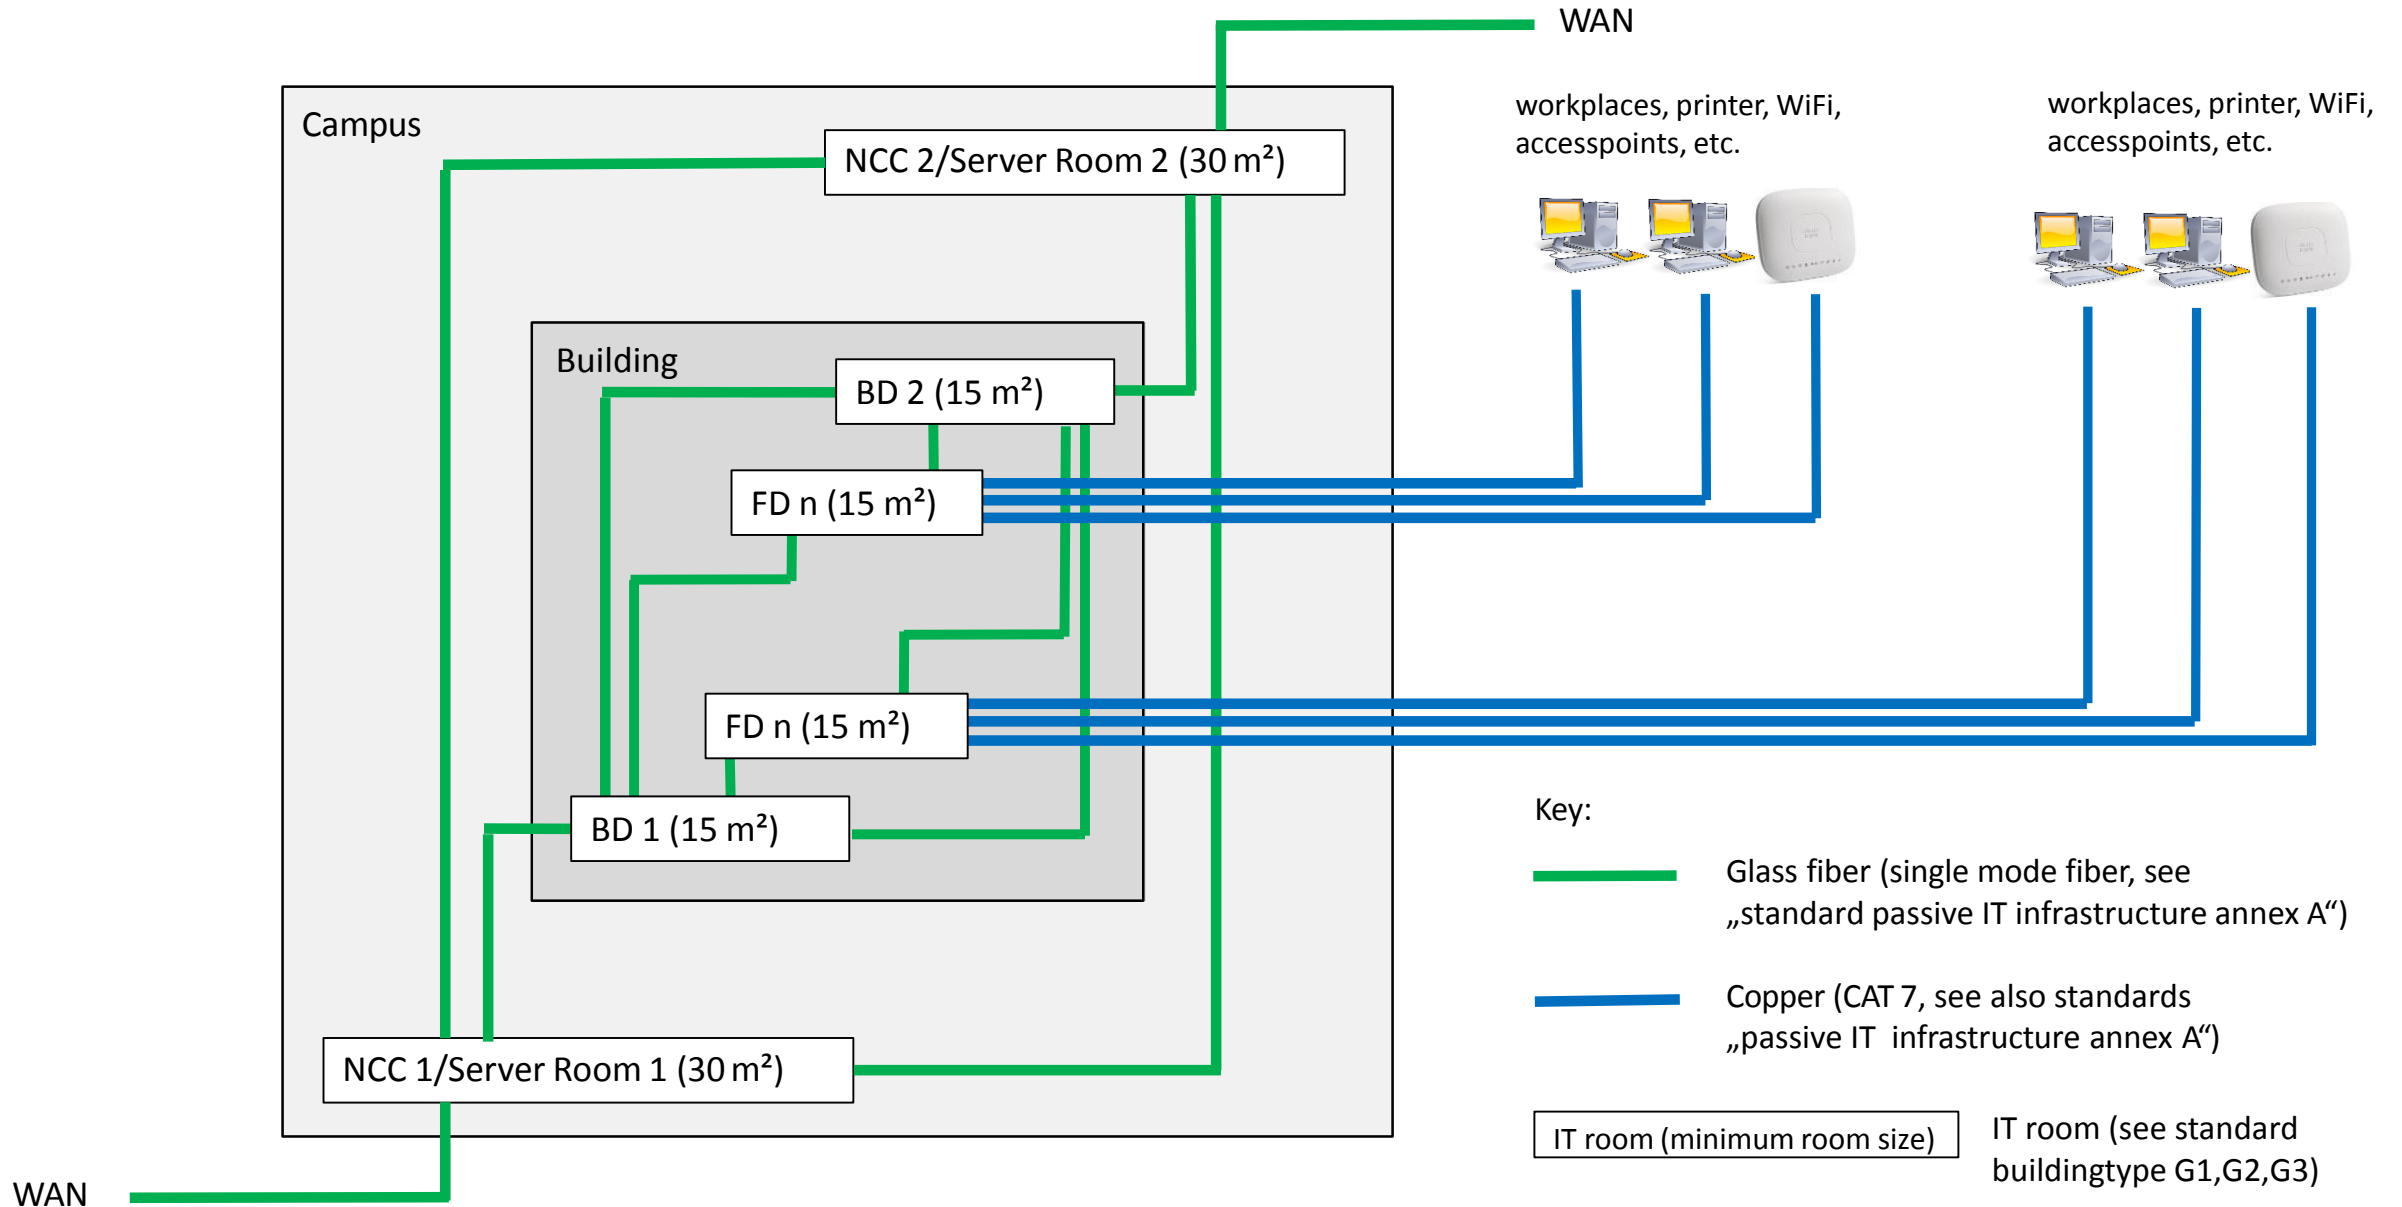 WAN
Campus
NCC 2/Server Room 2 (30 m²)
workplaces, printer, WiFi,
accesspoints, etc.
workplaces, printer, WiFi,
accesspoints, etc.
Building
BD 2 (15 m²)
FD n (15 m²)
FD n (15 m²)
BD 1 (15 m²)
NCC 1/Server Room 1 (30 m²)
WAN
Key:
Glass fiber (single mode fiber, see
„standard passive IT infrastructure annex A“)
Copper (CAT 7, see also standards
„passive IT infrastructure annex A“)
IT room (minimum room size)
IT room (see standard
buildingtype G1,G2,G3)